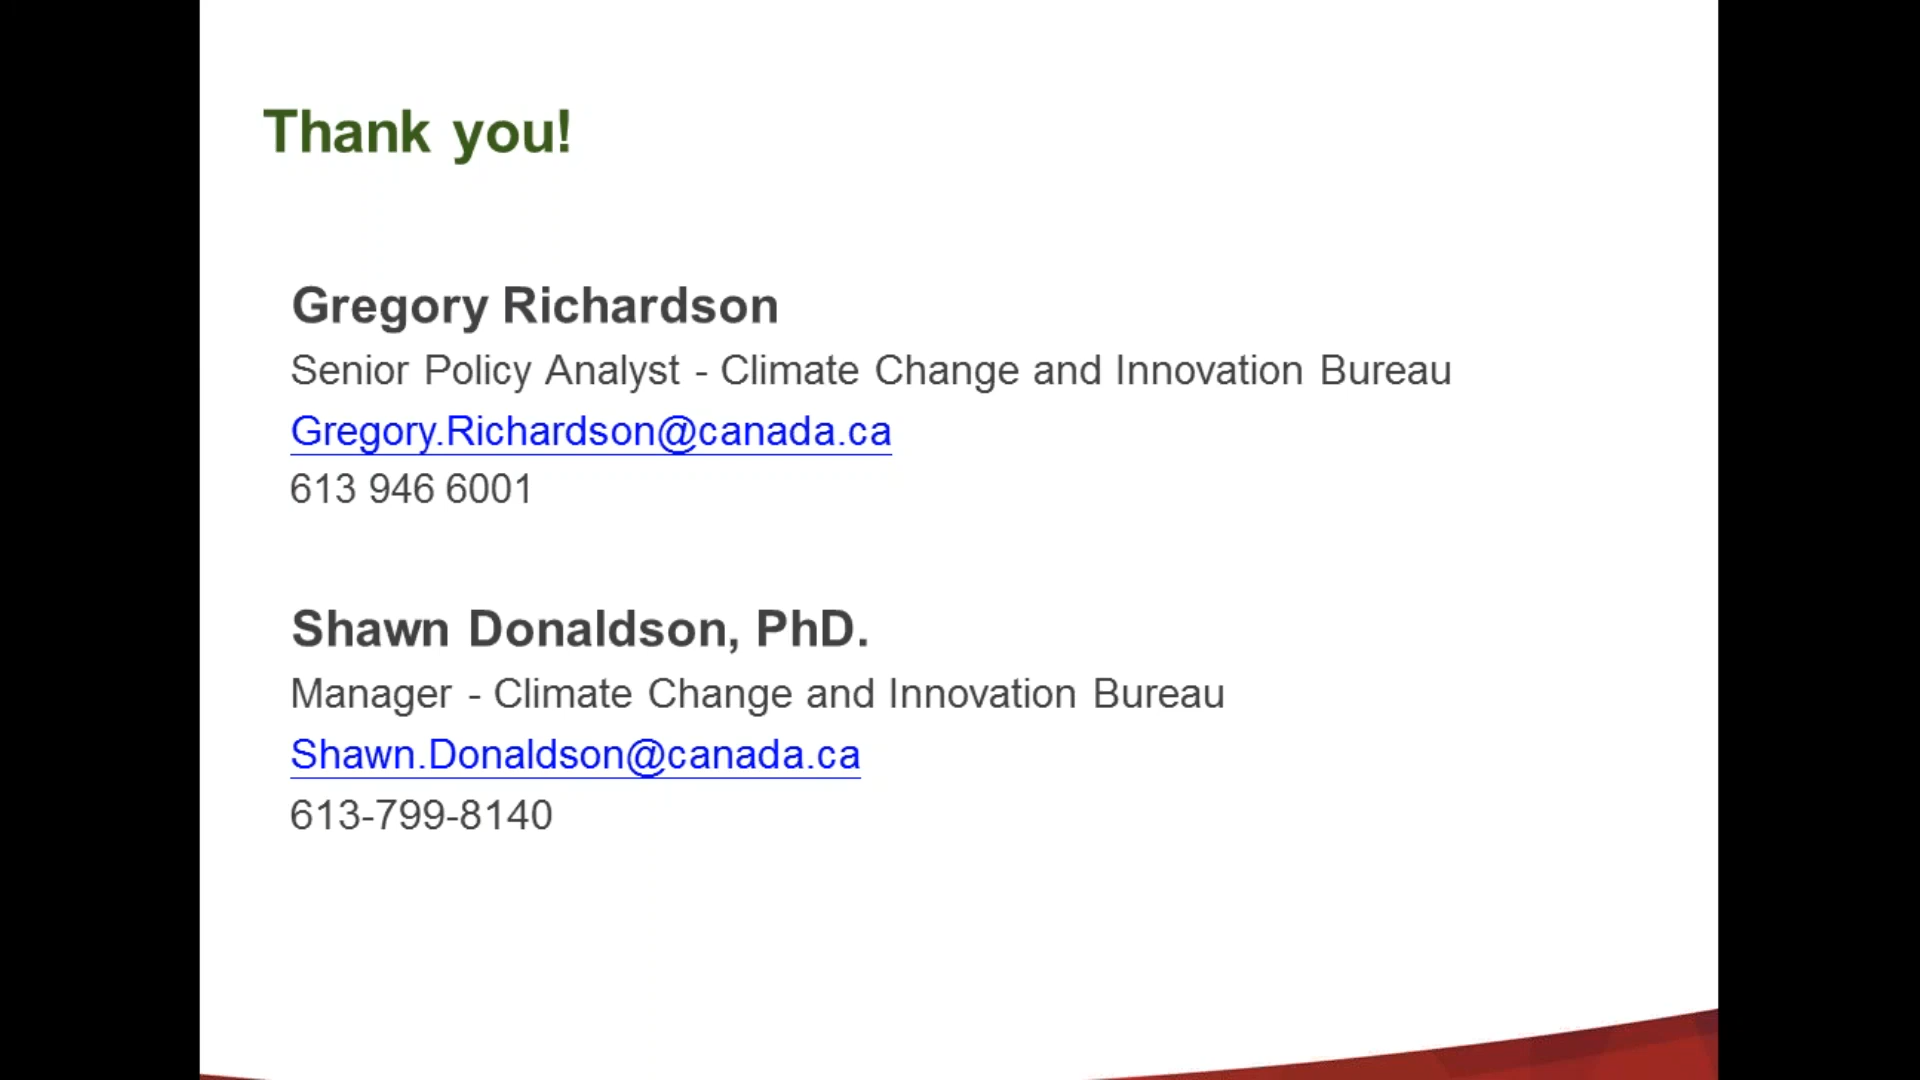 Thank you!
Gregory Richardson
Senior Policy Analyst - Climate Change and Innovation Bureau
Gregory.Richardson@canada.ca
613 946 6001
Shawn Donaldson, PhD.
Manager - Climate Change and Innovation Bureau
Shawn.Donaldson@canada.ca
613-799-8140